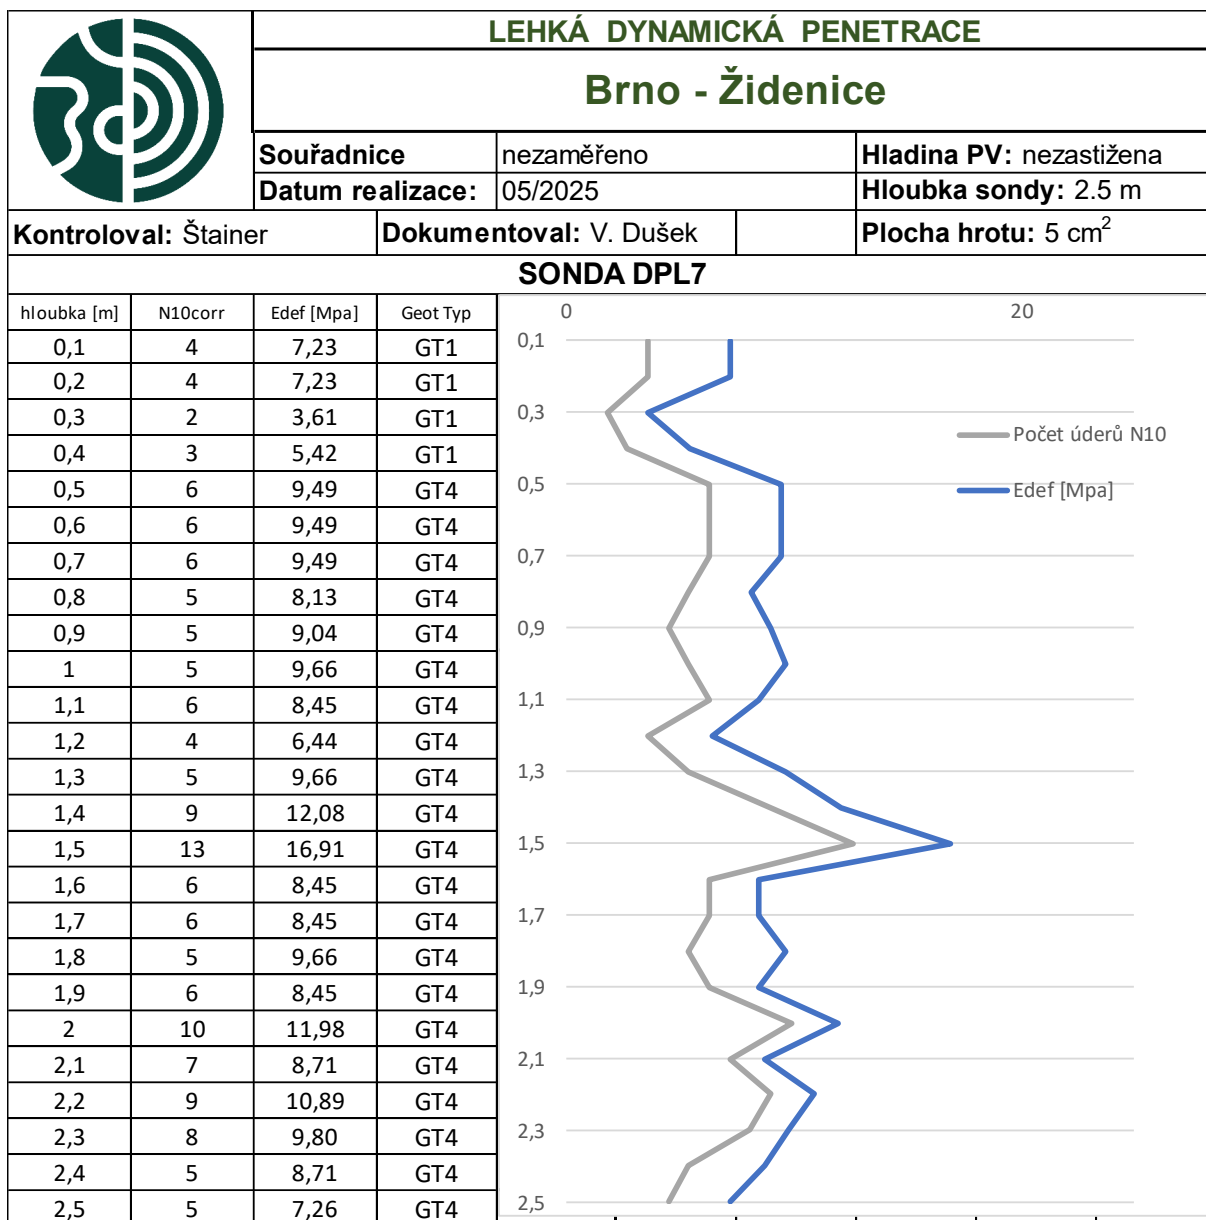 LEHKÁ DYNAMICKÁ PENETRACE
Brno - Židenice
Souřadnice nezaměřeno Hladina PV: nezastižena
Datum realizace: 05/2025 Hloubka sondy: 2.5 m
Kontroloval: Štainer Dokumentoval: V. Dušek Plocha hrotu: 5 cm²
SONDA DPL7
hloubka [m] N10corr Edef [Mpa] Geot Typ
0,1 4 7,23 GT1
0,2 4 7,23 GT1
0,3 2 3,61 GT1
0,4 3 5,42 GT1
0,5 6 9,49 GT4
0,6 6 9,49 GT4
0,7 6 9,49 GT4
0,8 5 8,13 GT4
0,9 5 9,04 GT4
1 5 9,66 GT4
1,1 6 8,45 GT4
1,2 4 6,44 GT4
1,3 5 9,66 GT4
1,4 9 12,08 GT4
1,5 13 16,91 GT4
1,6 6 8,45 GT4
1,7 6 8,45 GT4
1,8 5 9,66 GT4
1,9 6 8,45 GT4
2 10 11,98 GT4
2,1 7 8,71 GT4
2,2 9 10,89 GT4
2,3 8 9,80 GT4
2,4 5 8,71 GT4
2,5 5 7,26 GT4
0 20
0,1
0,3
0,5
0,7
0,9
1,1
1,3
1,5
1,7
1,9
2,1
2,3
2,5
Počet úderů N10
Edef [Mpa]